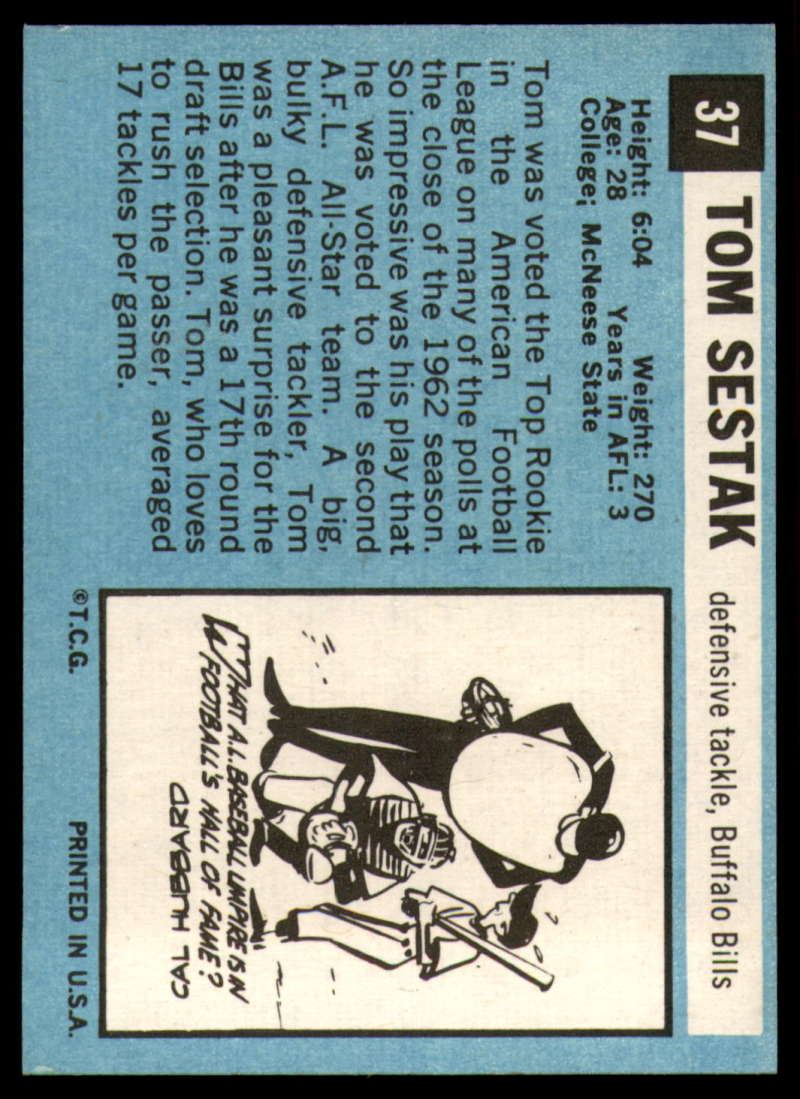 37 TOM SESTAK defensive tackle, Buffalo Bills
Height: 6:04 Weight: 270
Age: 28 Years in AFL: 3
College; McNeese State
Tom was voted the Top Rookie
in the American Football
League on many of the polls at
the close of the 1962 season.
So impressive was his play that
he was voted to the second
A.F.L. All-Star team. A big,
bulky defensive tackler, Tom
was a pleasant surprise for the
Bills after he was a 17th round
draft selection. Tom, who loves
to rush the passer, averaged
17 tackles per game.
WHAT A.L. BASEBALL UMPIRE IS IN
FOOTBALL'S HALL OF FAME?
CAL HUBBARD
©T.C.G. PRINTED IN U.S.A.